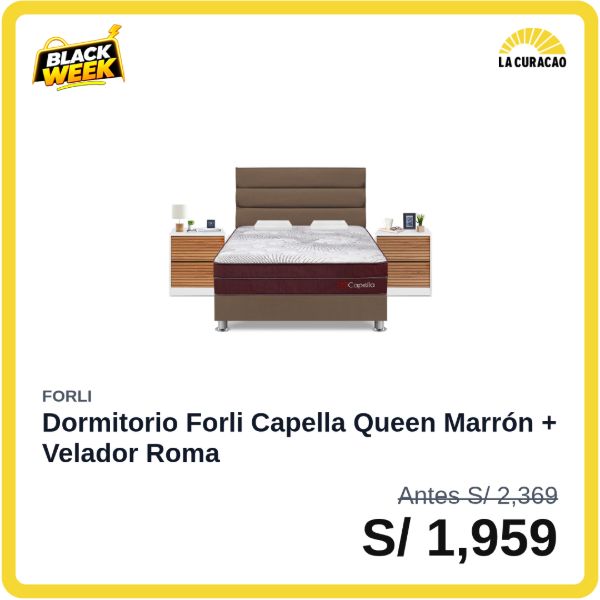 BLACK
WEEK
LA CURACAO
Capella
FORLI
Dormitorio Forli Capella Queen Marrón +
Velador Roma
Antes S/ 2,369
S/ 1,959